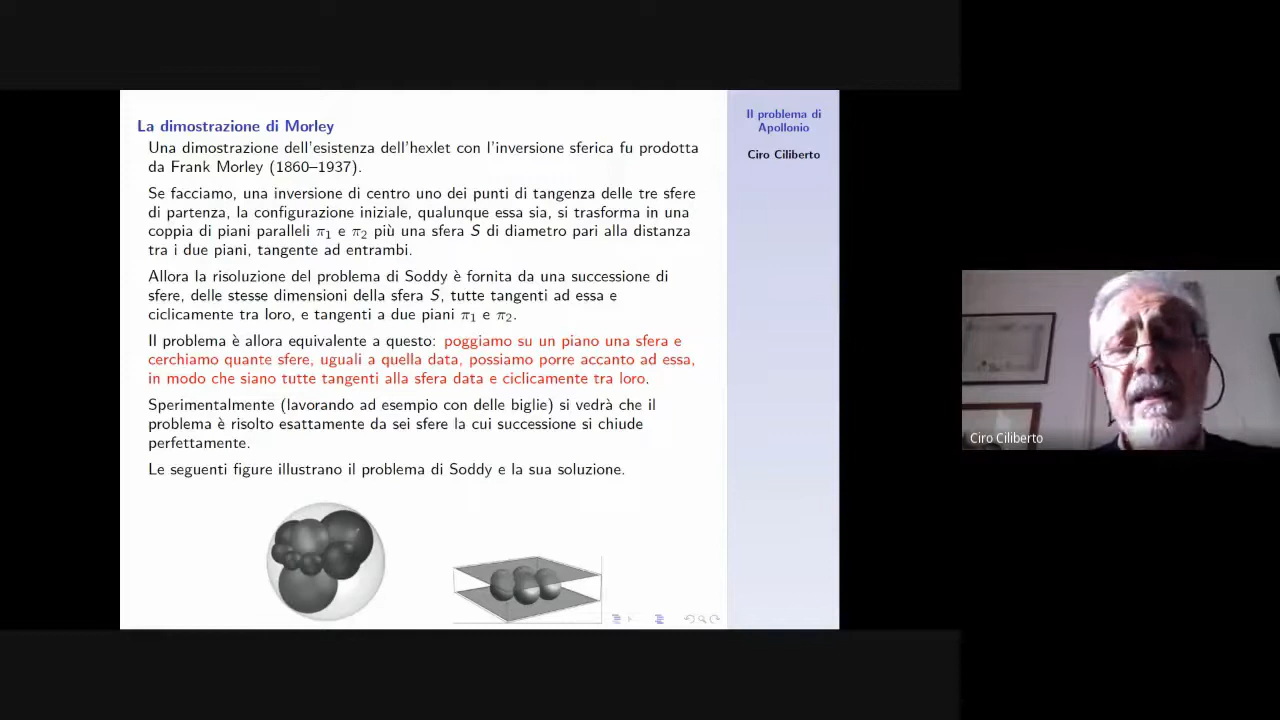 La dimostrazione di Morley
Una dimostrazione dell'esistenza dell'hexlet con l'inversione sferica fu prodotta
da Frank Morley (1860–1937).
Se facciamo, una inversione di centro uno dei punti di tangenza delle tre sfere
di partenza, la configurazione iniziale, qualunque essa sia, si trasforma in una
coppia di piani paralleli π₁ e π₂ più una sfera S di diametro pari alla distanza
tra i due piani, tangente ad entrambi.
Allora la risoluzione del problema di Soddy è fornita da una successione di
sfere, delle stesse dimensioni della sfera S, tutte tangenti ad essa e
ciclicamente tra loro, e tangenti a due piani π₁ e π₂.
Il problema è allora equivalente a questo: poggiamo su un piano una sfera e
cerchiamo quante sfere, uguali a quella data, possiamo porre accanto ad essa,
in modo che siano tutte tangenti alla sfera data e ciclicamente tra loro.
Sperimentalmente (lavorando ad esempio con delle biglie) si vedrà che il
problema è risolto esattamente da sei sfere la cui successione si chiude
perfettamente.
Le seguenti figure illustrano il problema di Soddy e la sua soluzione.
Il problema di
Apollonio
Ciro Ciliberto
Ciro Ciliberto